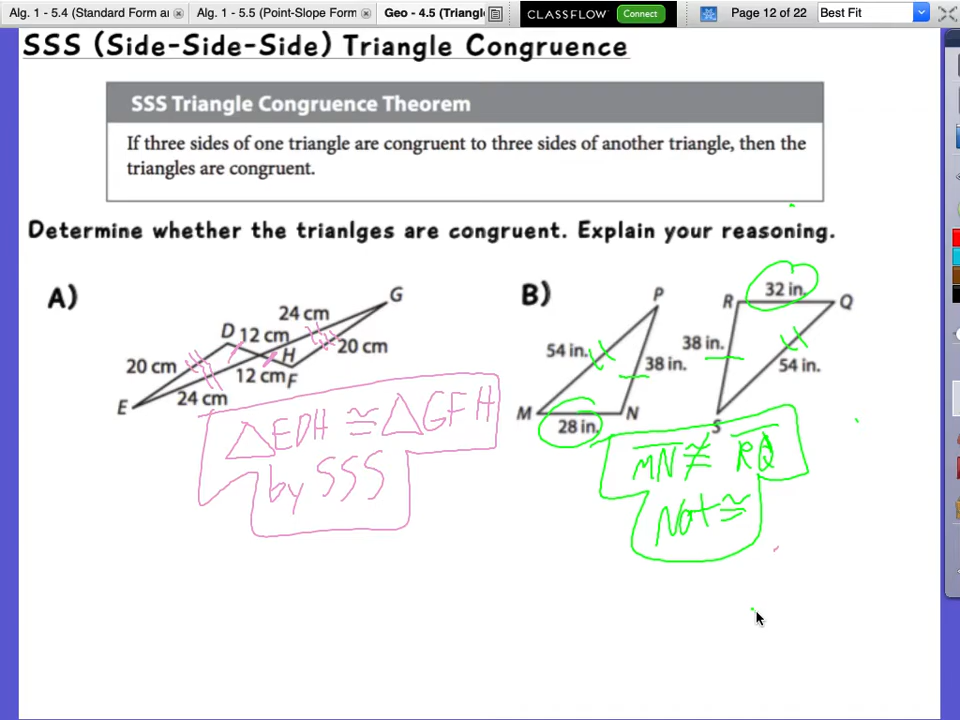 Alg. 1 - 5.4 (Standard Form ar
Alg. 1 - 5.5 (Point-Slope Form
Geo - 4.5 (Triangl
CLASSFLOW Connect
Page 12 of 22
Best Fit
SSS (Side-Side-Side) Triangle Congruence
SSS Triangle Congruence Theorem
If three sides of one triangle are congruent to three sides of another triangle, then the
triangles are congruent.
Determine whether the trianlges are congruent. Explain your reasoning.
A)
G
24 cm
D 12 cm
H
20 cm
20 cm
12 cm F
24 cm
E
△EDH ≅ △GFH
by SSS
B)
P
R
32 in.
Q
54 in.
38 in.
38 in.
54 in.
M
N
28 in.
S
MN ≇ RQ
Not ≅